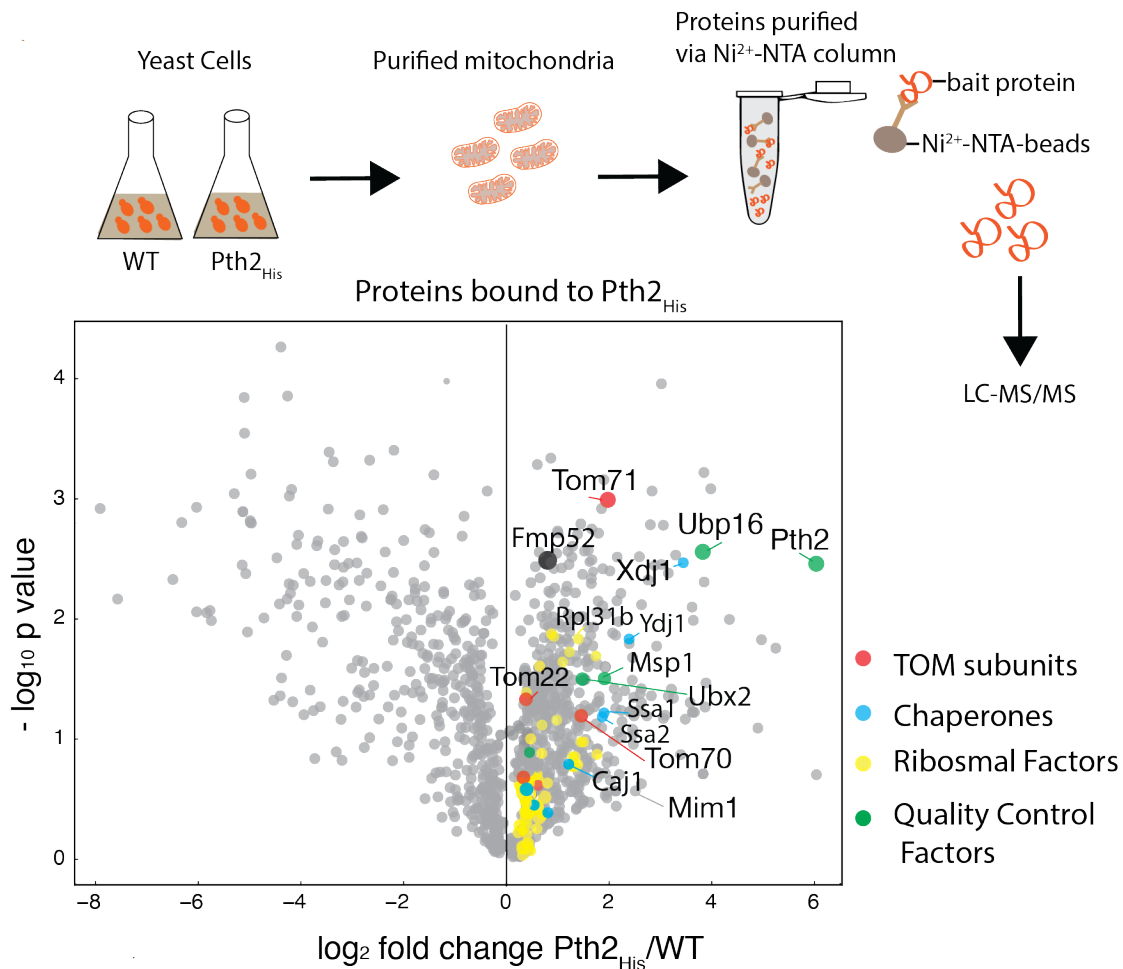 Yeast Cells
Purified mitochondria
Proteins purified
via Ni²⁺-NTA column
bait protein
Ni²⁺-NTA-beads
WT
Pth2His
LC-MS/MS
Proteins bound to Pth2His
- log₁₀ p value
4
3
2
1
0
−8
−6
−4
−2
0
2
4
6
log₂ fold change Pth2His/WT
Tom71
Fmp52
Ubp16
Pth2
Xdj1
Rpl31b
Ydj1
Msp1
Tom22
Ubx2
Ssa1
Ssa2
Tom70
Caj1
Mim1
TOM subunits
Chaperones
Ribosmal Factors
Quality Control
Factors